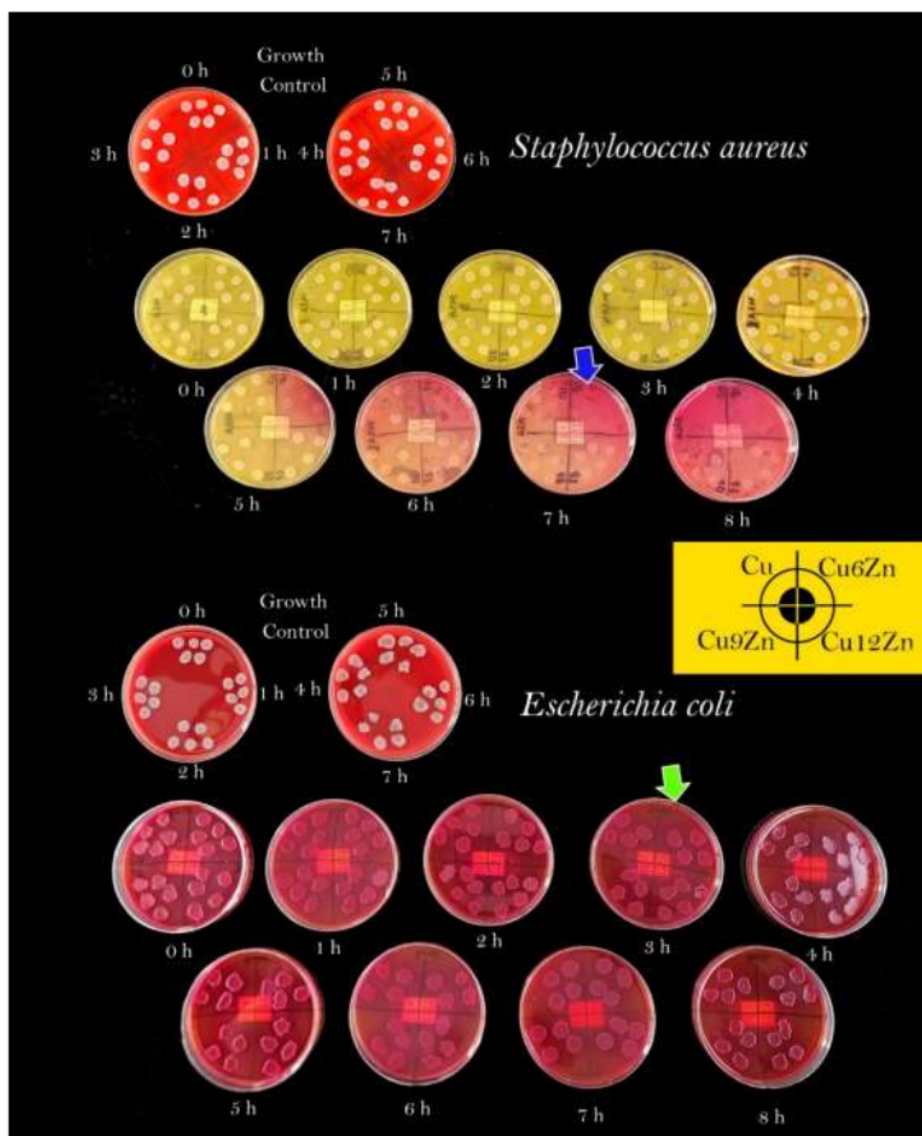 Growth
Control
0 h
5 h
3 h
1 h
4 h
6 h
2 h
7 h
Staphylococcus aureus
0 h
1 h
2 h
3 h
4 h
5 h
6 h
7 h
8 h
Cu
Cu6Zn
Cu9Zn
Cu12Zn
Growth
Control
0 h
5 h
3 h
1 h
4 h
6 h
2 h
7 h
Escherichia coli
0 h
1 h
2 h
3 h
4 h
5 h
6 h
7 h
8 h